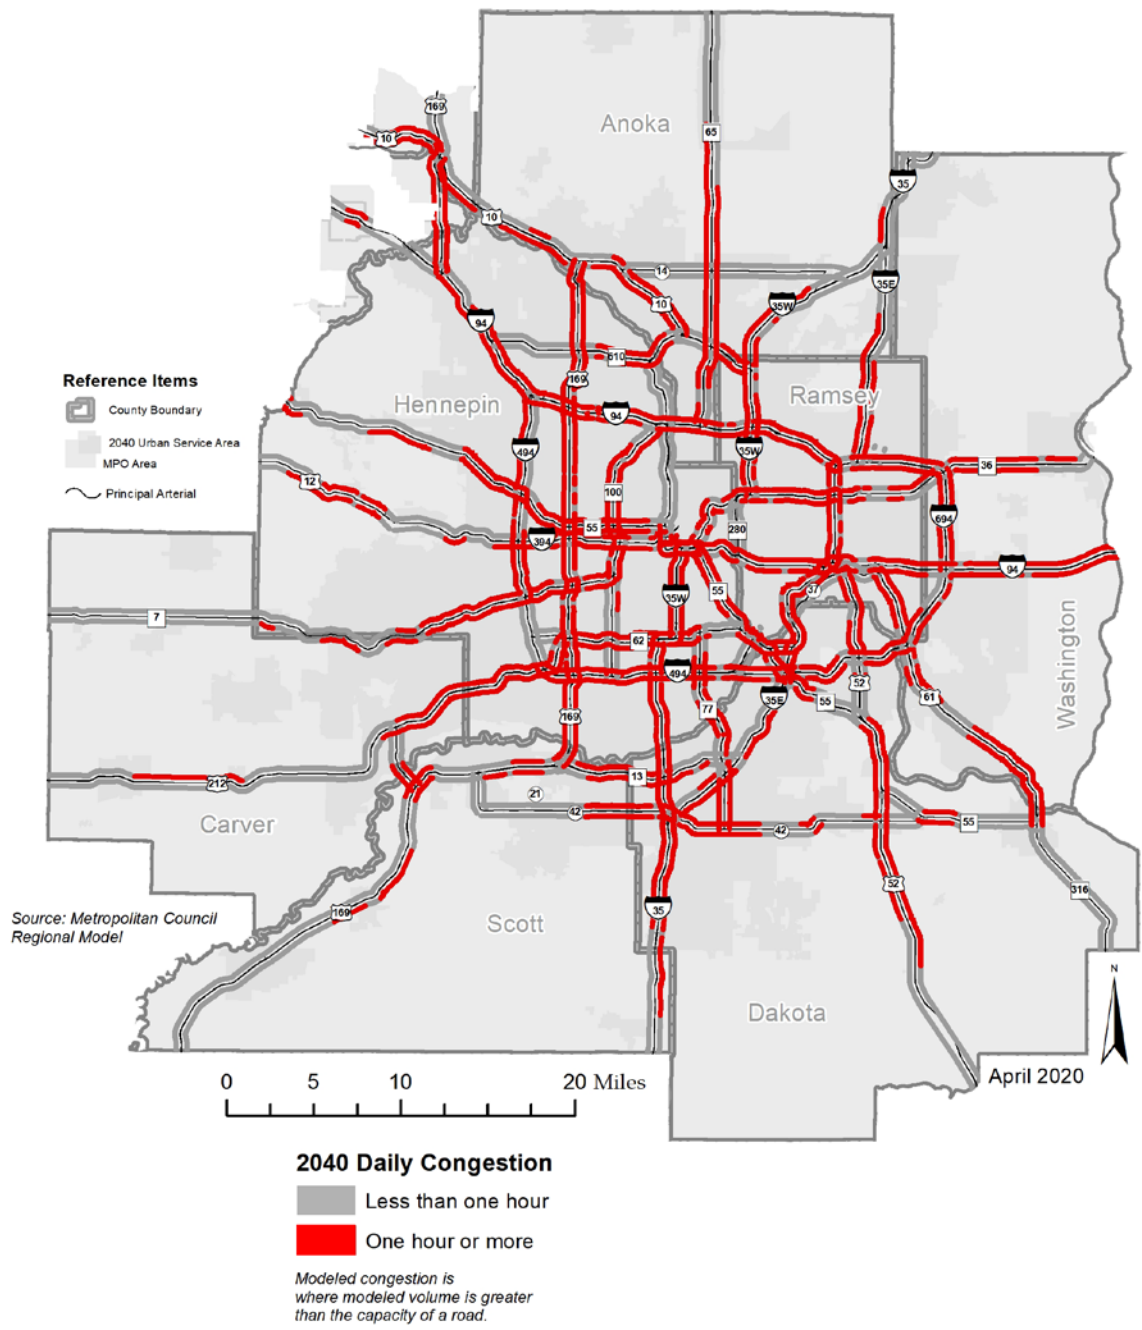 169
Anoka
10
65
35
10
14
35E
35W
10
94
610
169
Reference Items
County Boundary
2040 Urban Service Area
MPO Area
Principal Arterial
Hennepin
Ramsey
94
494
35W
36
12
100
694
55
280
394
94
7
35W
55
37
62
494
52
Washington
61
35E
77
55
169
212
13
21
42
42
55
Carver
52
316
169
35
Source: Metropolitan Council
Regional Model
Scott
N
Dakota
April 2020
0 5 10 20 Miles
2040 Daily Congestion
Less than one hour
One hour or more
Modeled congestion is
where modeled volume is greater
than the capacity of a road.